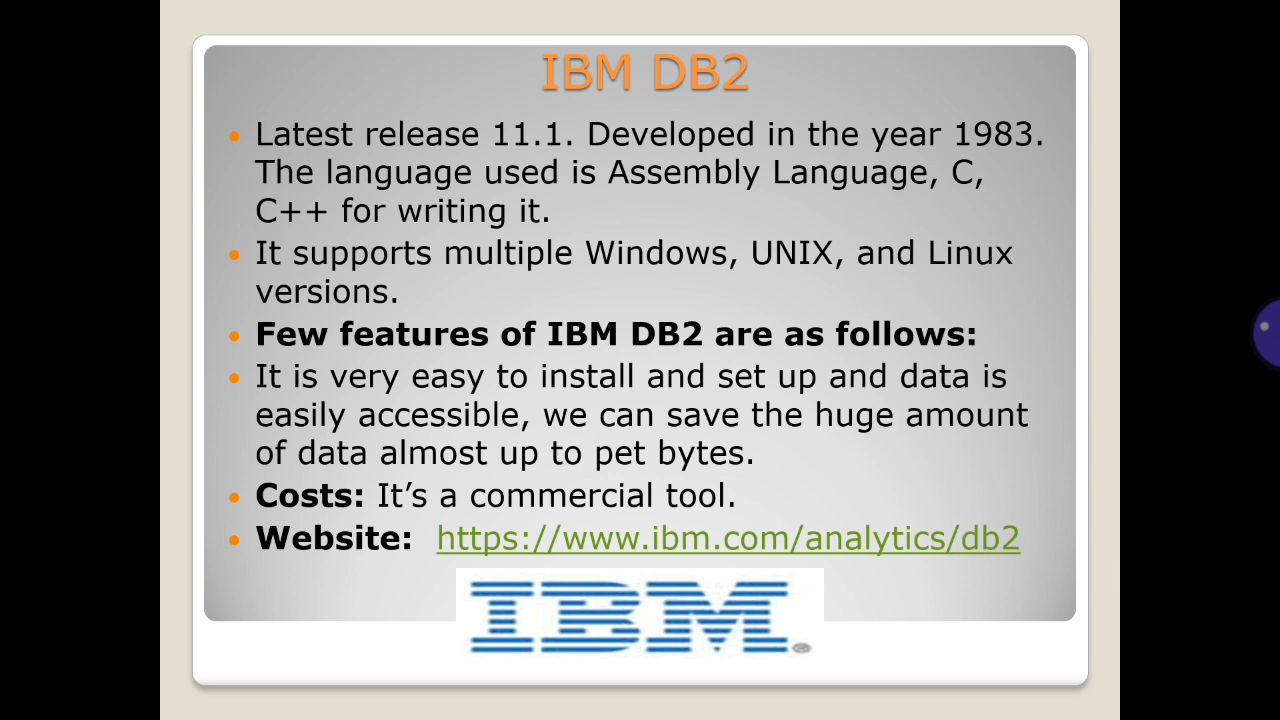 IBM DB2
• Latest release 11.1. Developed in the year 1983.
The language used is Assembly Language, C,
C++ for writing it.
• It supports multiple Windows, UNIX, and Linux
versions.
• Few features of IBM DB2 are as follows:
• It is very easy to install and set up and data is
easily accessible, we can save the huge amount
of data almost up to pet bytes.
• Costs: It’s a commercial tool.
• Website: https://www.ibm.com/analytics/db2
IBM®